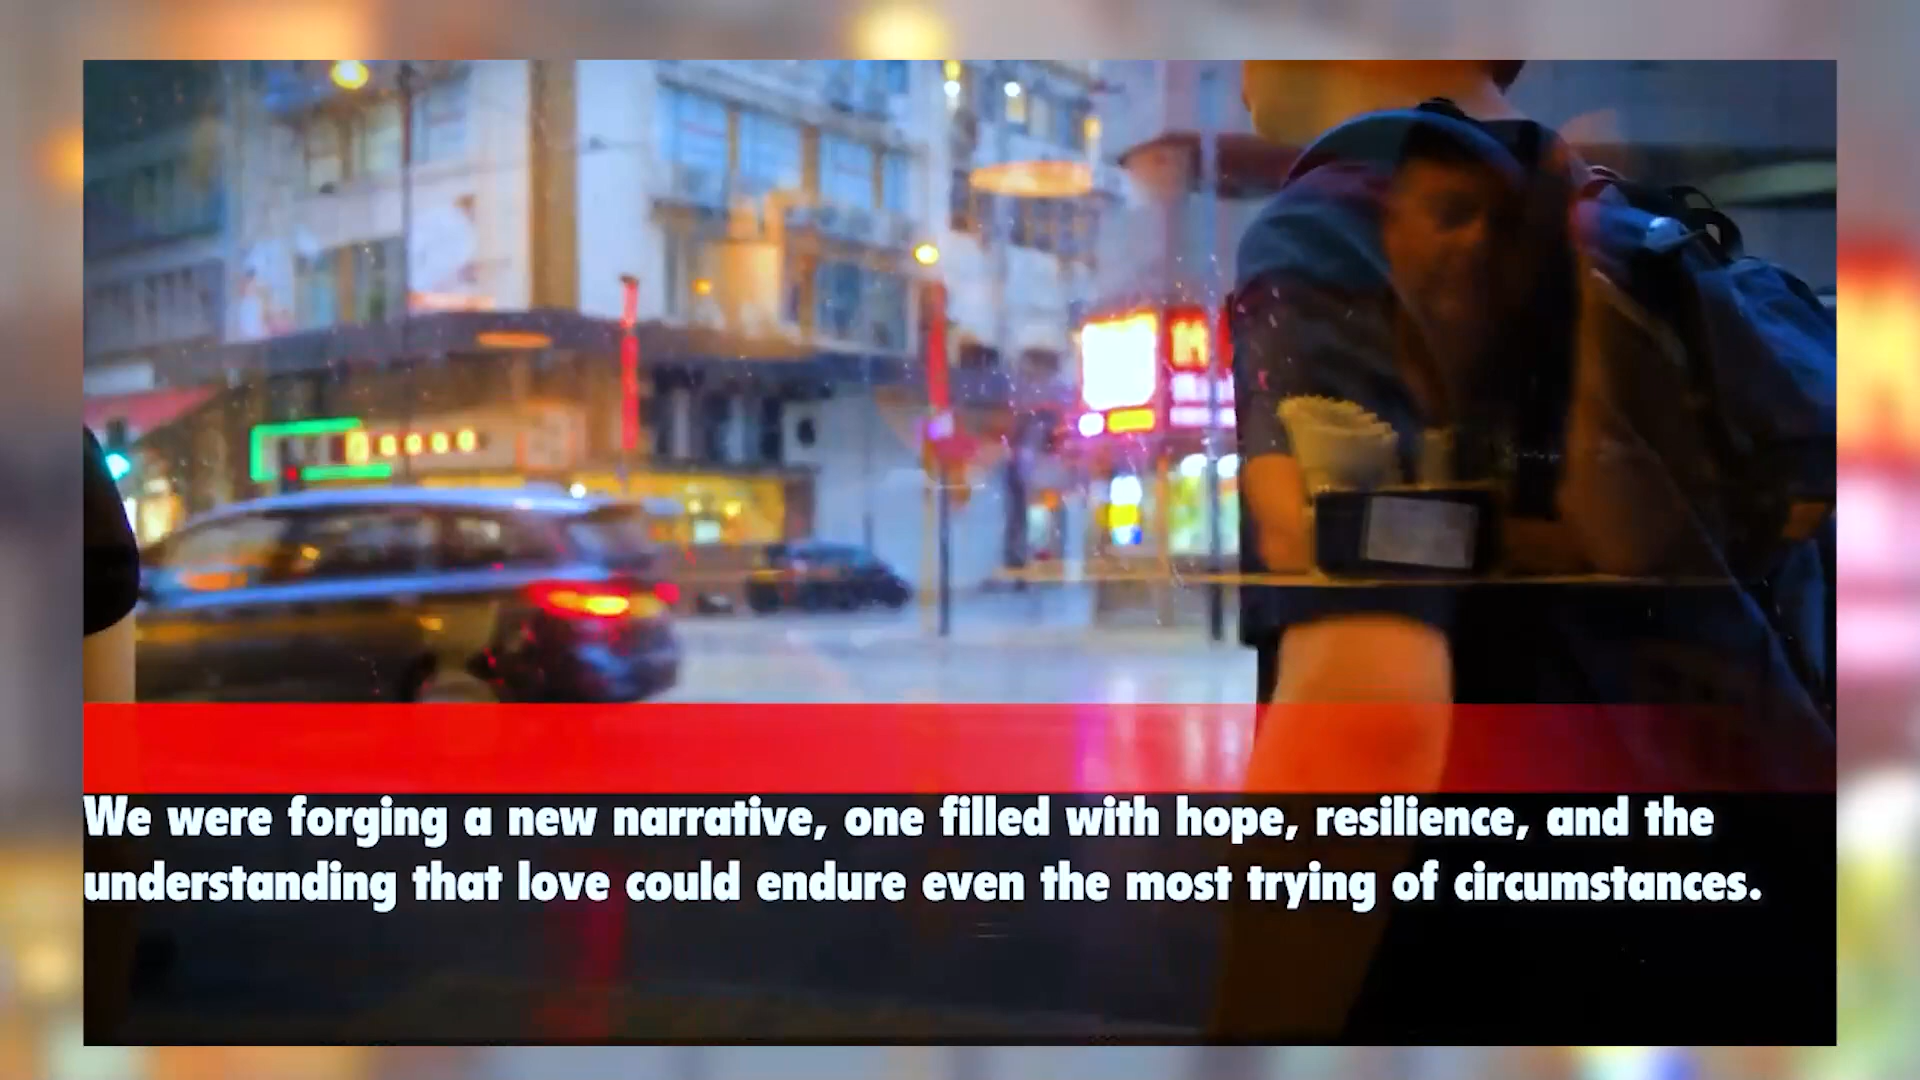 We were forging a new narrative, one filled with hope, resilience, and the
understanding that love could endure even the most trying of circumstances.